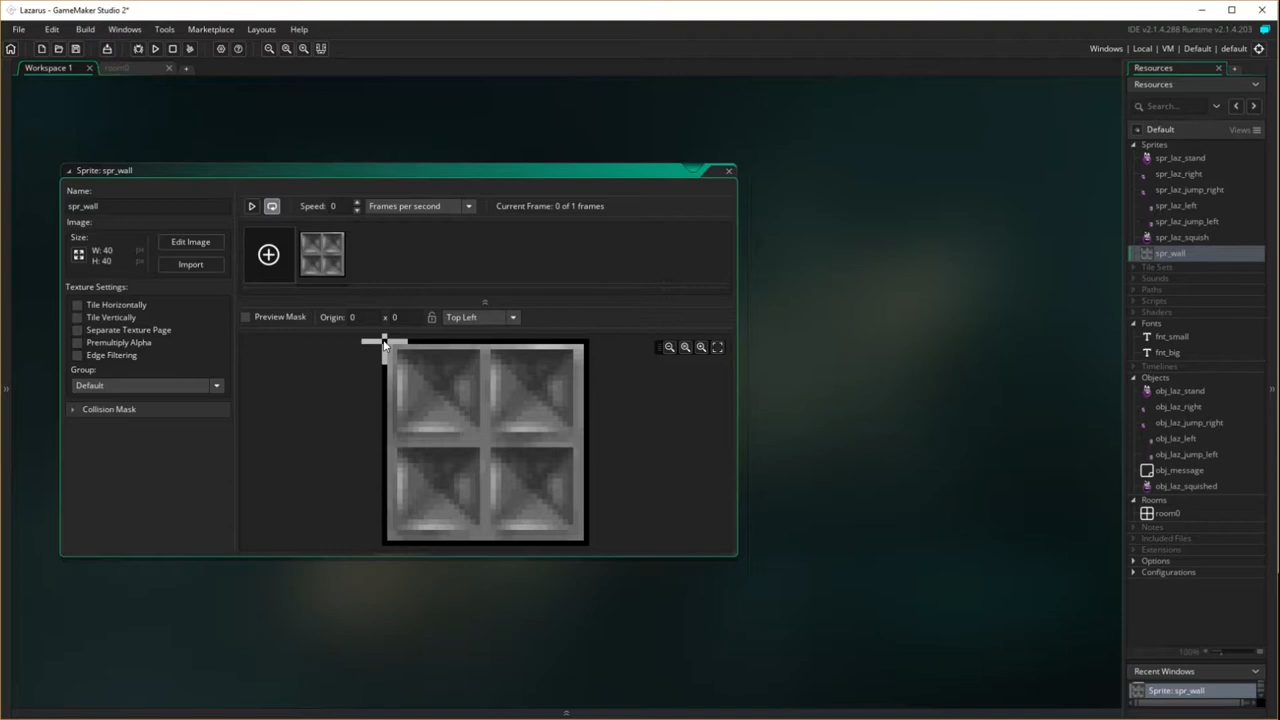 Lazarus - GameMaker Studio 2*
File Edit Build Windows Tools Marketplace Layouts Help
IDE v2.1.4.288 Runtime v2.1.4.203
Windows | Local | VM | Default | default
Workspace 1
room0
Resources
Resources
Search...
Default
Views
Sprites
spr_laz_stand
spr_laz_right
spr_laz_jump_right
spr_laz_left
spr_laz_jump_left
spr_laz_squish
spr_wall
Tile Sets
Sounds
Paths
Scripts
Shaders
Fonts
fnt_small
fnt_big
Timelines
Objects
obj_laz_stand
obj_laz_right
obj_laz_jump_right
obj_laz_left
obj_laz_jump_left
obj_message
obj_laz_squished
Rooms
room0
Notes
Included Files
Extensions
Options
Configurations
100%
Recent Windows
Sprite: spr_wall
Sprite: spr_wall
Name:
spr_wall
Image:
Size:
W: 40 px
H: 40 px
Edit Image
Import
Texture Settings:
Tile Horizontally
Tile Vertically
Separate Texture Page
Premultiply Alpha
Edge Filtering
Group:
Default
Collision Mask
Speed: 0 Frames per second Current Frame: 0 of 1 frames
Preview Mask Origin: 0 x 0 Top Left